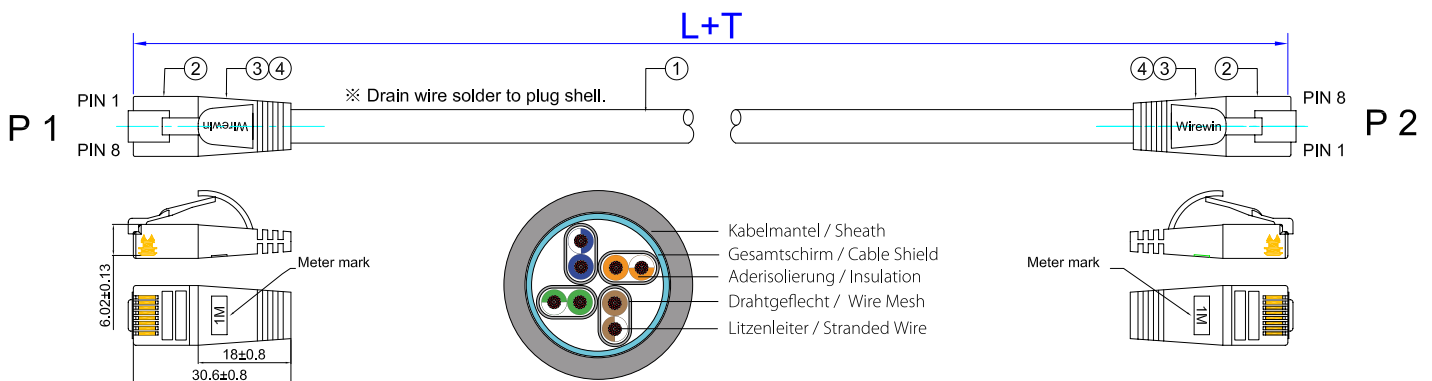 L+T
② ③④ ① ④③ ②
PIN 1
※ Drain wire solder to plug shell.
PIN 8
P 1
Wirewin
Wirewin
P 2
PIN 8
PIN 1
Kabelmantel / Sheath
Gesamtschirm / Cable Shield
Aderisolierung / Insulation
Drahtgeflecht / Wire Mesh
Litzenleiter / Stranded Wire
6.02±0.13
Meter mark
1M
18±0.8
30.6±0.8
Meter mark
1M